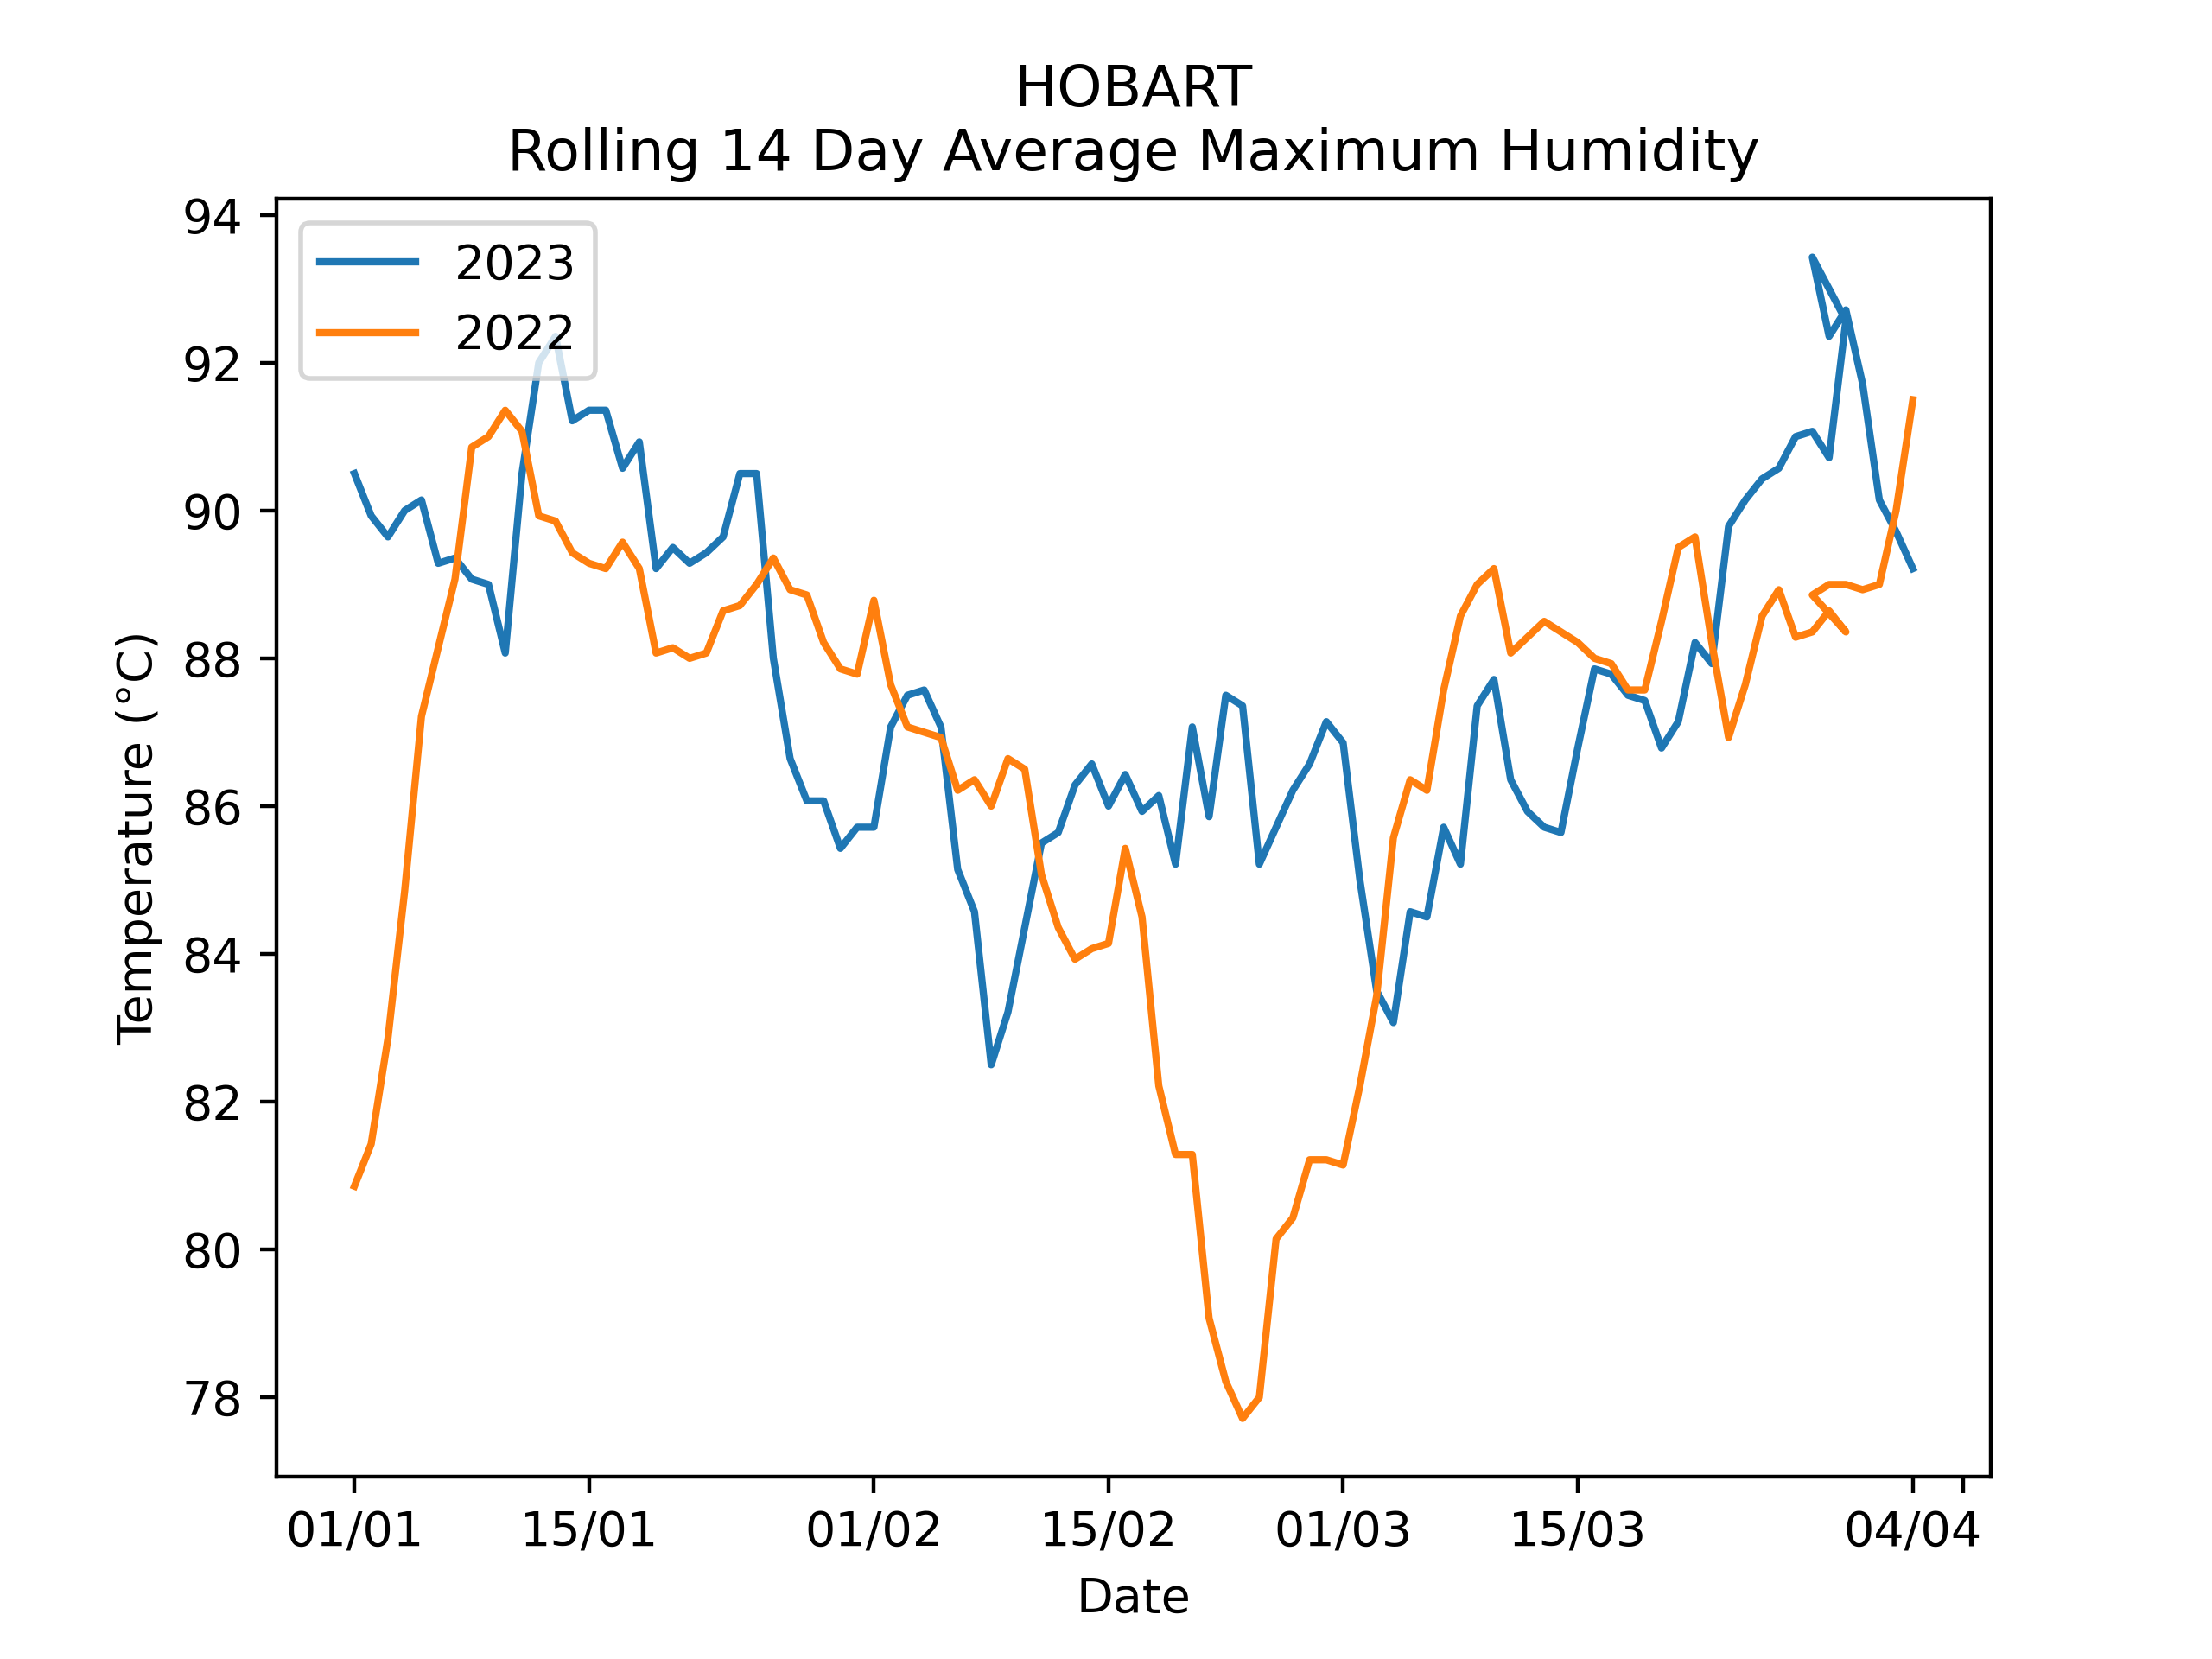 HOBART
Rolling 14 Day Average Maximum Humidity
2023
2022
94
92
90
88
86
84
82
80
78
Temperature (°C)
01/01 15/01 01/02 15/02 01/03 15/03 04/04
Date